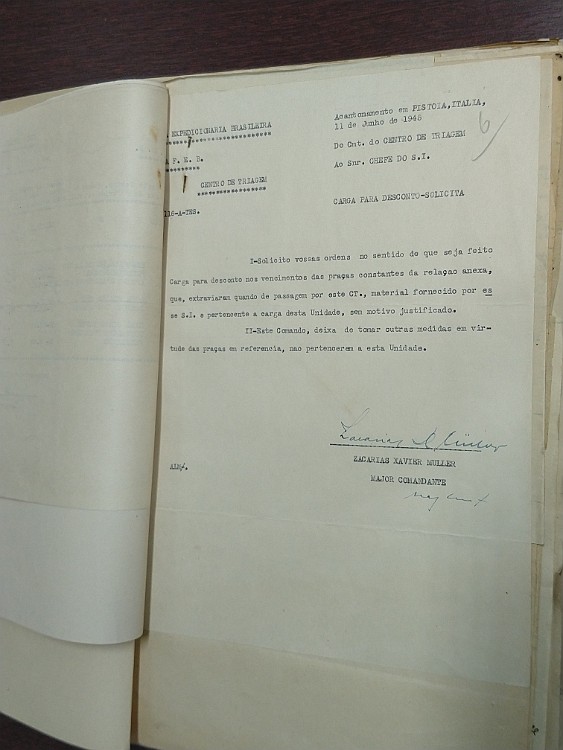 EXPEDICIONARIA BRASILEIRA
F. E. B.
CENTRO DE TRIAGEM
116-A-TRS.
Acantonamento em PISTOIA, ITALIA,
11 de Junho de 1945
6
Do Cmt. do CENTRO DE TRIAGEM
Ao Snr. CHEFE DO S.I.
CARGA PARA DESCONTO-SOLICITA
I-Solicito vossas ordens no sentido de que seja feito
Carga para desconto nos vencimentos das praças constantes da relaçao anexa,
que, extraviaram quando de passagem por este CT., material fornecido por es
se S.I. e pertencente a carga desta Unidade, sem motivo justificado.
II-Este Comando, deixa de tomar outras medidas em vir-
tude das praças em referencia, nao pertencerem a esta Unidade.
ZACARIAS XAVIER MULLER
MAJOR COMANDANTE